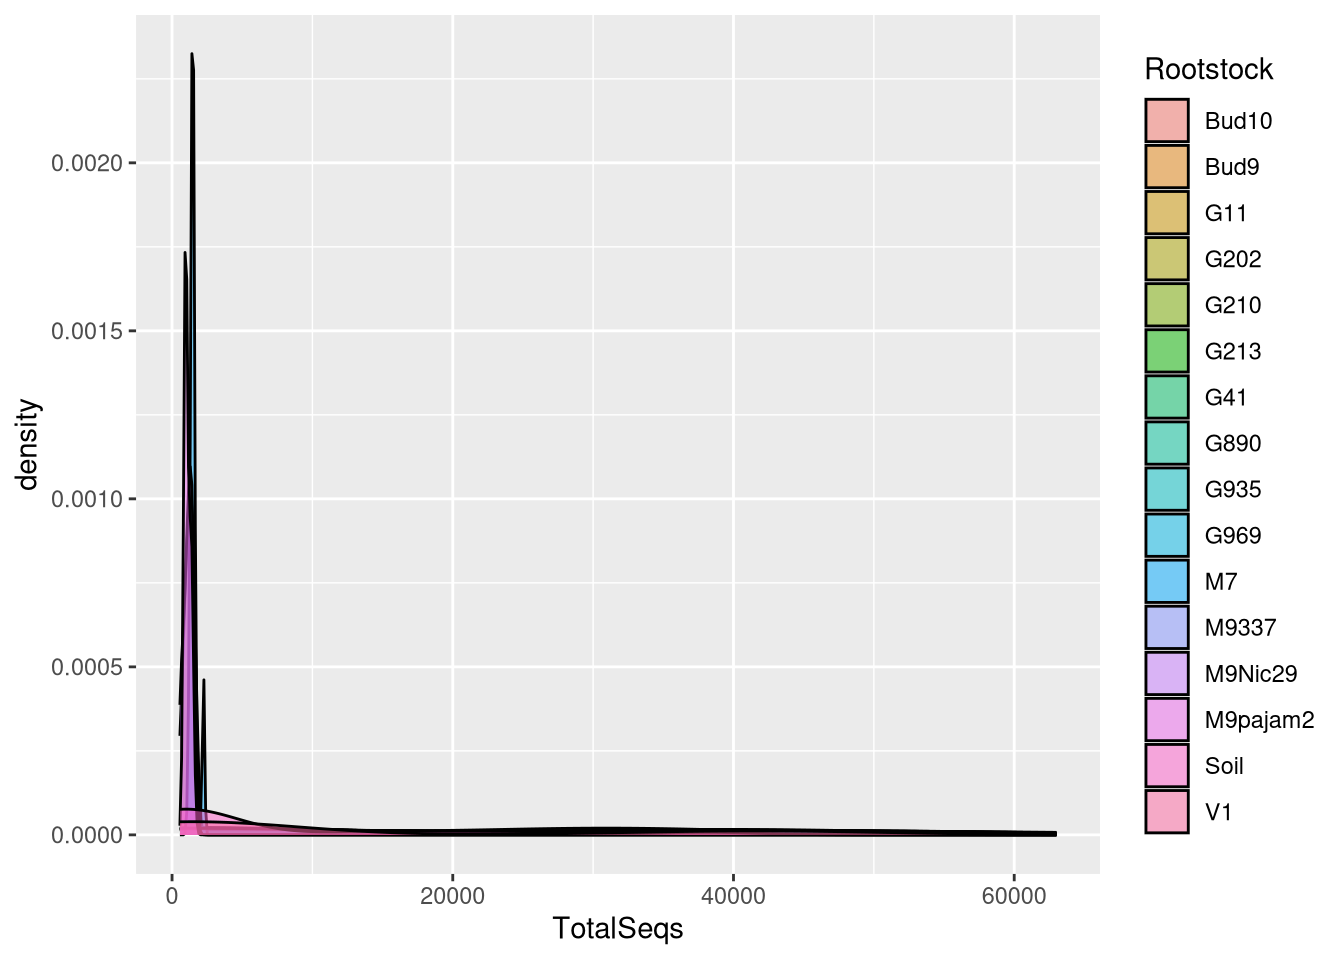 0.0020
0.0015
0.0010
0.0005
0.0000
density
0
20000
40000
60000
TotalSeqs
Rootstock
Bud10
Bud9
G11
G202
G210
G213
G41
G890
G935
G969
M7
M9337
M9Nic29
M9pajam2
Soil
V1